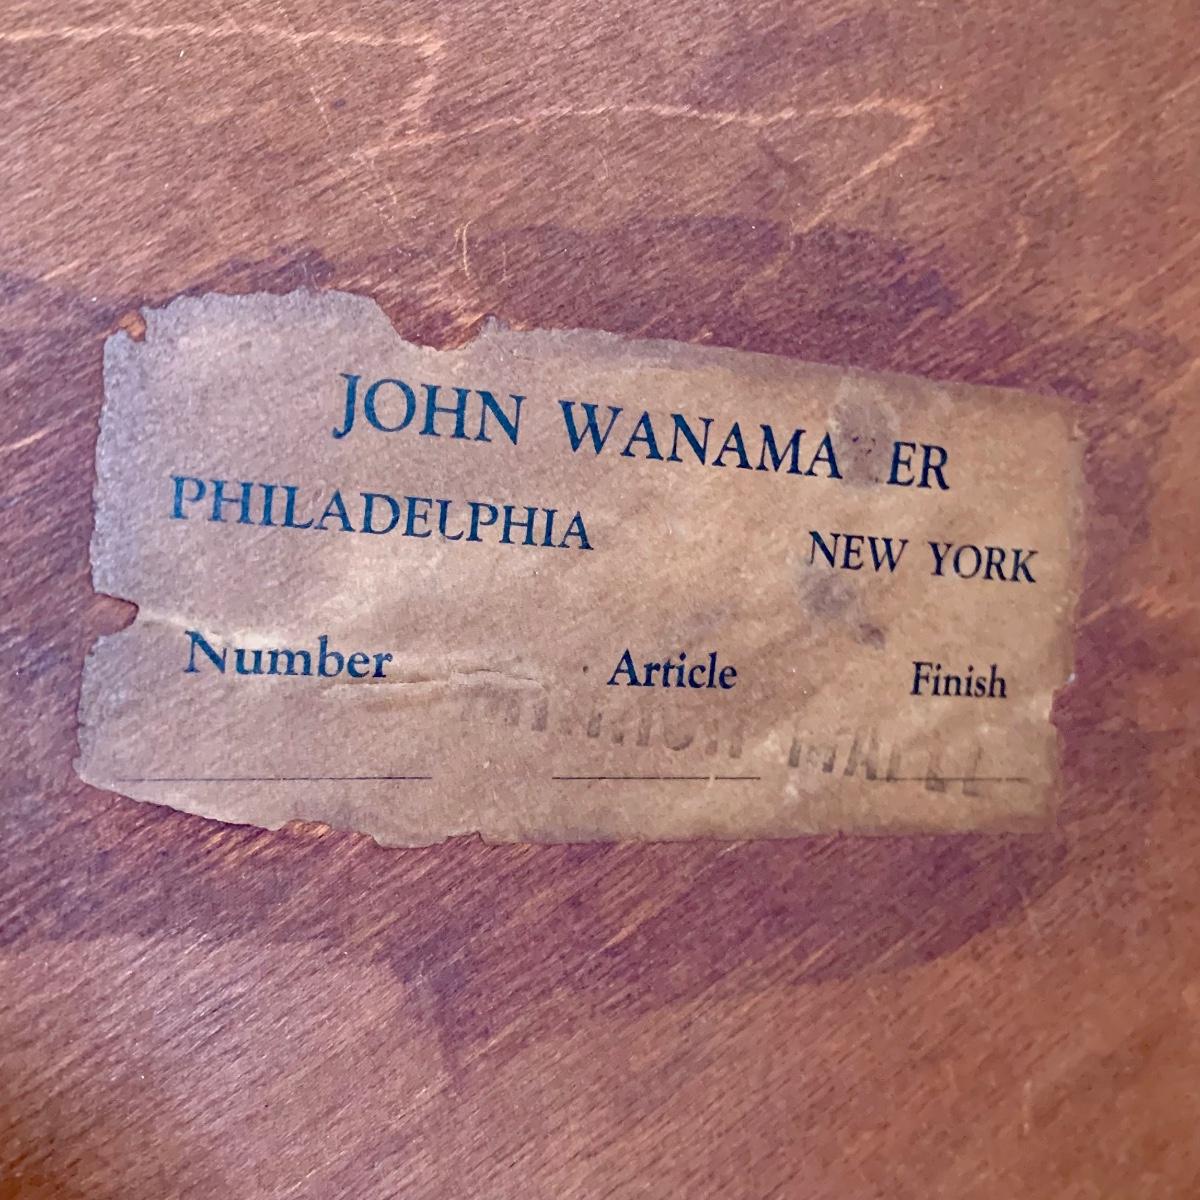 JOHN WANAMA ER
PHILADELPHIA NEW YORK
Number Article Finish